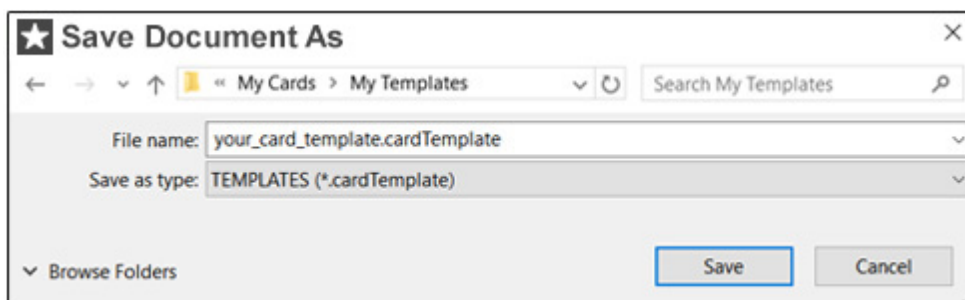 Save Document As
« My Cards > My Templates Search My Templates
File name: your_card_template.cardTemplate
Save as type: TEMPLATES (*.cardTemplate)
Browse Folders Save Cancel